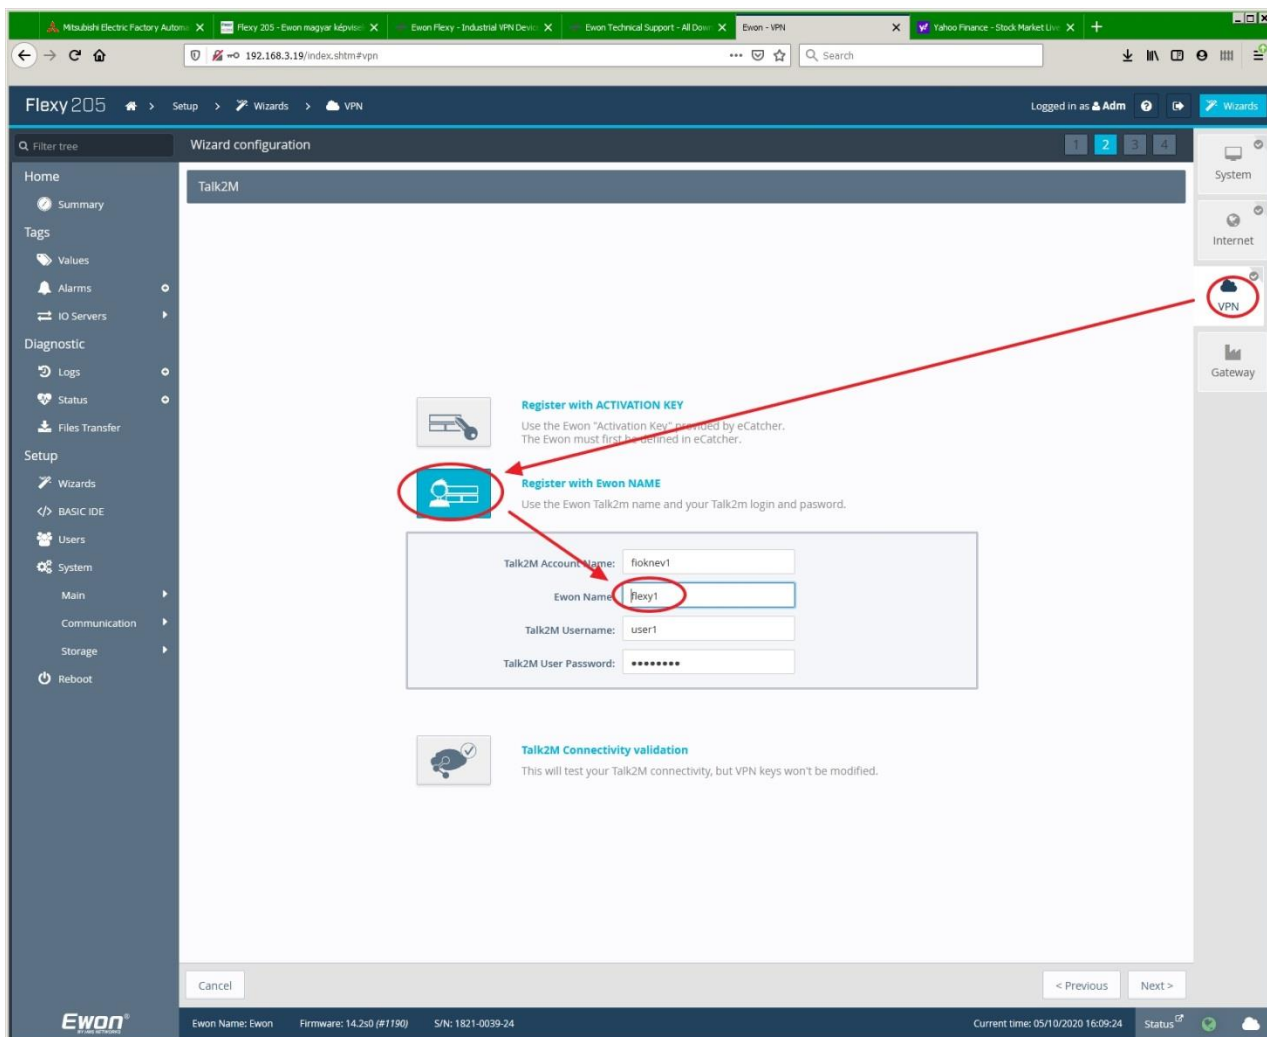 Mitsubishi Electric Factory Autom
Flexy 205 - Ewon magyar képvisel
Ewon Flexy - Industrial VPN Devic
Ewon Technical Support - All Down
Ewon - VPN
Yahoo Finance - Stock Market Live
192.168.3.19/index.shtm#vpn
Search
Flexy 205 > Setup > Wizards > VPN
Logged in as Adm
Wizards
Filter tree
Wizard configuration
1 2 3 4
Talk2M
Home
Summary
Tags
Values
Alarms
IO Servers
Diagnostic
Logs
Status
Files Transfer
Setup
Wizards
</> BASIC IDE
Users
System
Main
Communication
Storage
Reboot
System
Internet
VPN
Gateway
Register with ACTIVATION KEY
Use the Ewon "Activation Key" provided by eCatcher.
The Ewon must first be defined in eCatcher.
Register with Ewon NAME
Use the Ewon Talk2m name and your Talk2m login and pasword.
Talk2M Account Name: fioknev1
Ewon Name: flexy1
Talk2M Username: user1
Talk2M User Password: ••••••••
Talk2M Connectivity validation
This will test your Talk2M connectivity, but VPN keys won't be modified.
Cancel
< Previous
Next >
Ewon®
Ewon Name: Ewon Firmware: 14.2s0 (#1190) S/N: 1821-0039-24
Current time: 05/10/2020 16:09:24
Status